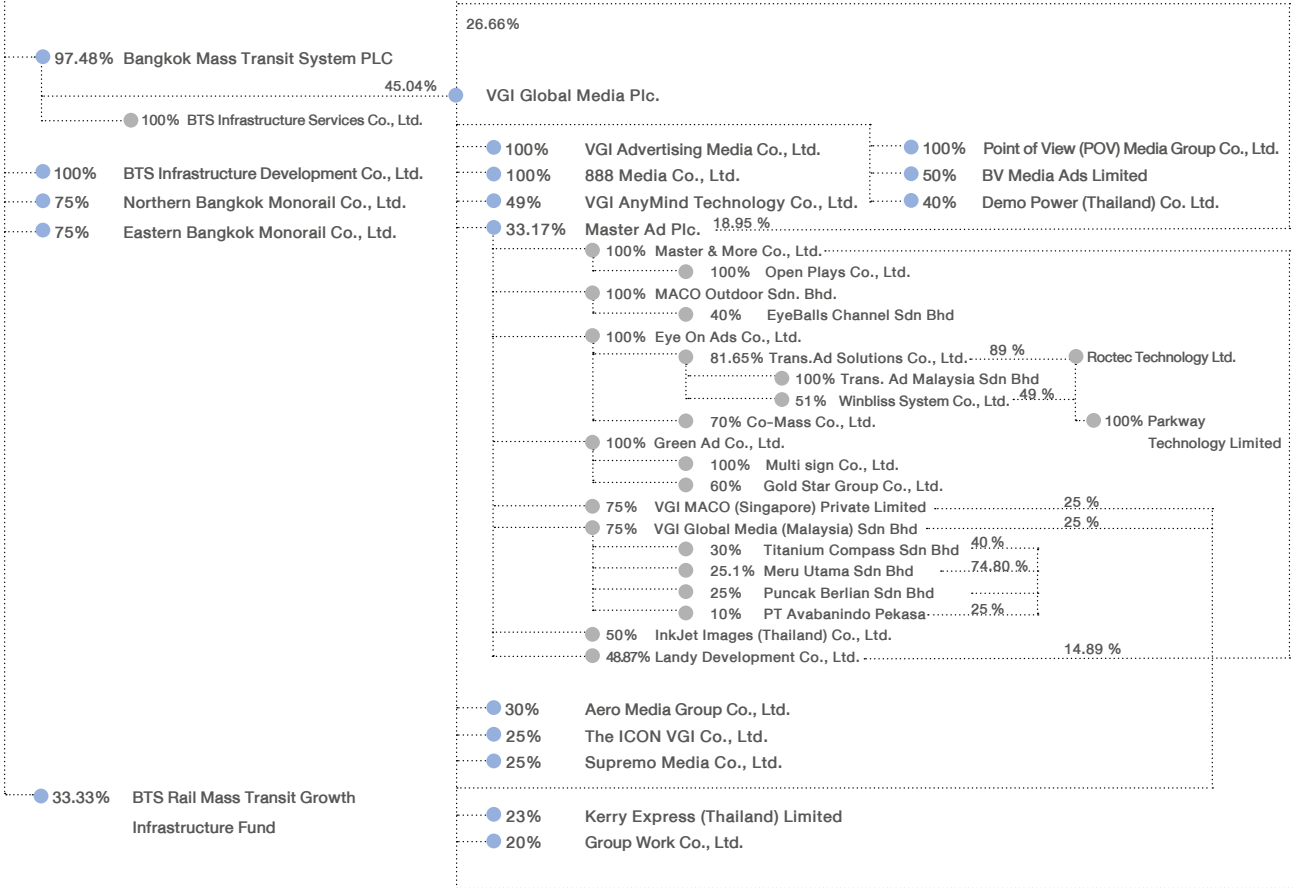 26.66%
97.48% Bangkok Mass Transit System PLC
45.04%
VGI Global Media Plc.
100% BTS Infrastructure Services Co., Ltd.
100% BTS Infrastructure Development Co., Ltd.
75% Northern Bangkok Monorail Co., Ltd.
75% Eastern Bangkok Monorail Co., Ltd.
100% VGI Advertising Media Co., Ltd.
100% 888 Media Co., Ltd.
49% VGI AnyMind Technology Co., Ltd.
100% Point of View (POV) Media Group Co., Ltd.
50% BV Media Ads Limited
40% Demo Power (Thailand) Co. Ltd.
33.17% Master Ad Plc. 18.95 %
100% Master & More Co., Ltd.
100% Open Plays Co., Ltd.
100% MACO Outdoor Sdn. Bhd.
40% EyeBalls Channel Sdn Bhd
100% Eye On Ads Co., Ltd.
81.65% Trans.Ad Solutions Co., Ltd. 89 % Roctec Technology Ltd.
100% Trans. Ad Malaysia Sdn Bhd
51% Winbliss System Co., Ltd. 49 %
70% Co-Mass Co., Ltd.
100% Parkway
Technology Limited
100% Green Ad Co., Ltd.
100% Multi sign Co., Ltd.
60% Gold Star Group Co., Ltd.
75% VGI MACO (Singapore) Private Limited 25 %
75% VGI Global Media (Malaysia) Sdn Bhd 25 %
30% Titanium Compass Sdn Bhd 40 %
25.1% Meru Utama Sdn Bhd 74.80 %
25% Puncak Berlian Sdn Bhd
10% PT Avabanindo Pekasa 25 %
50% InkJet Images (Thailand) Co., Ltd.
48.87% Landy Development Co., Ltd. 14.89 %
30% Aero Media Group Co., Ltd.
25% The ICON VGI Co., Ltd.
25% Supremo Media Co., Ltd.
33.33% BTS Rail Mass Transit Growth
Infrastructure Fund
23% Kerry Express (Thailand) Limited
20% Group Work Co., Ltd.